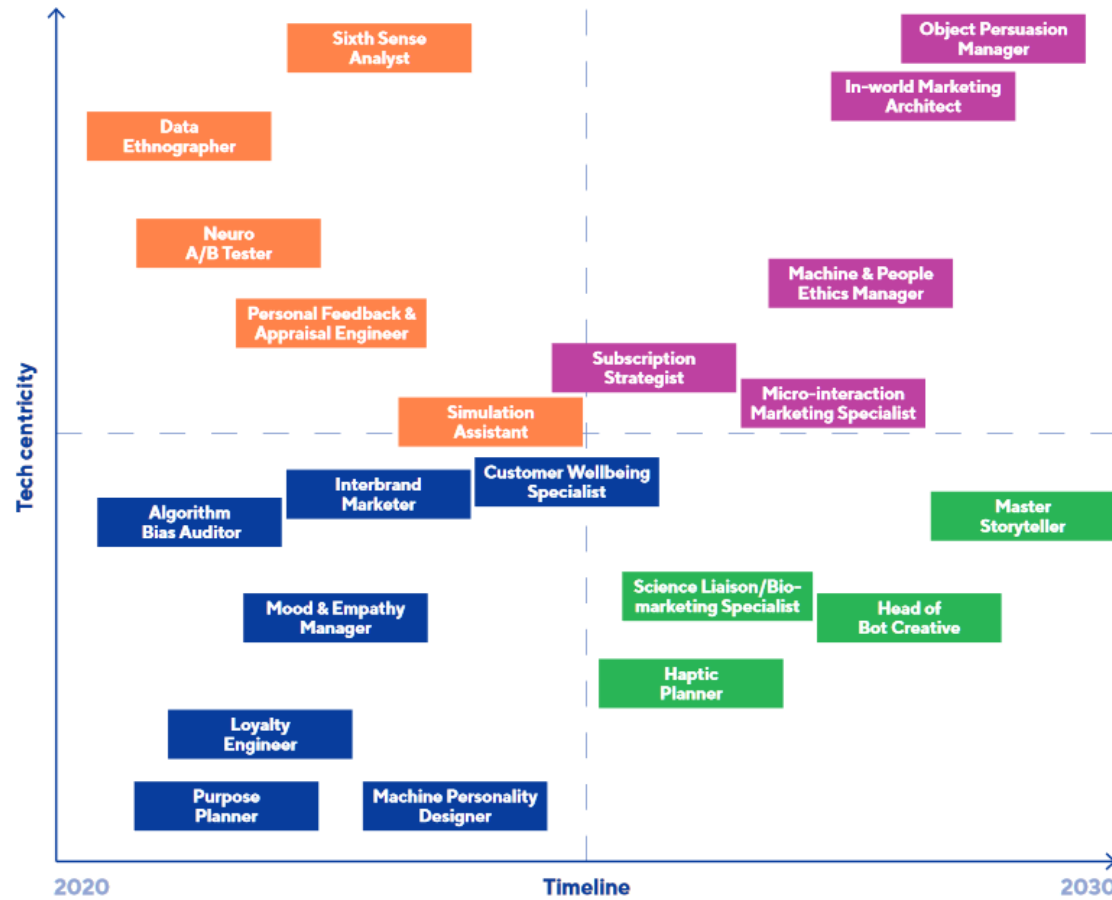 Sixth Sense
Analyst
Object Persuasion
Manager
In-world Marketing
Architect
Data
Ethnographer
Neuro
A/B Tester
Machine & People
Ethics Manager
Personal Feedback &
Appraisal Engineer
Subscription
Strategist
Micro-interaction
Marketing Specialist
Simulation
Assistant
Tech centricity
Customer Wellbeing
Specialist
Interbrand
Marketer
Algorithm
Bias Auditor
Master
Storyteller
Science Liaison/Bio-
marketing Specialist
Mood & Empathy
Manager
Head of
Bot Creative
Haptic
Planner
Loyalty
Engineer
Purpose
Planner
Machine Personality
Designer
2020
Timeline
2030